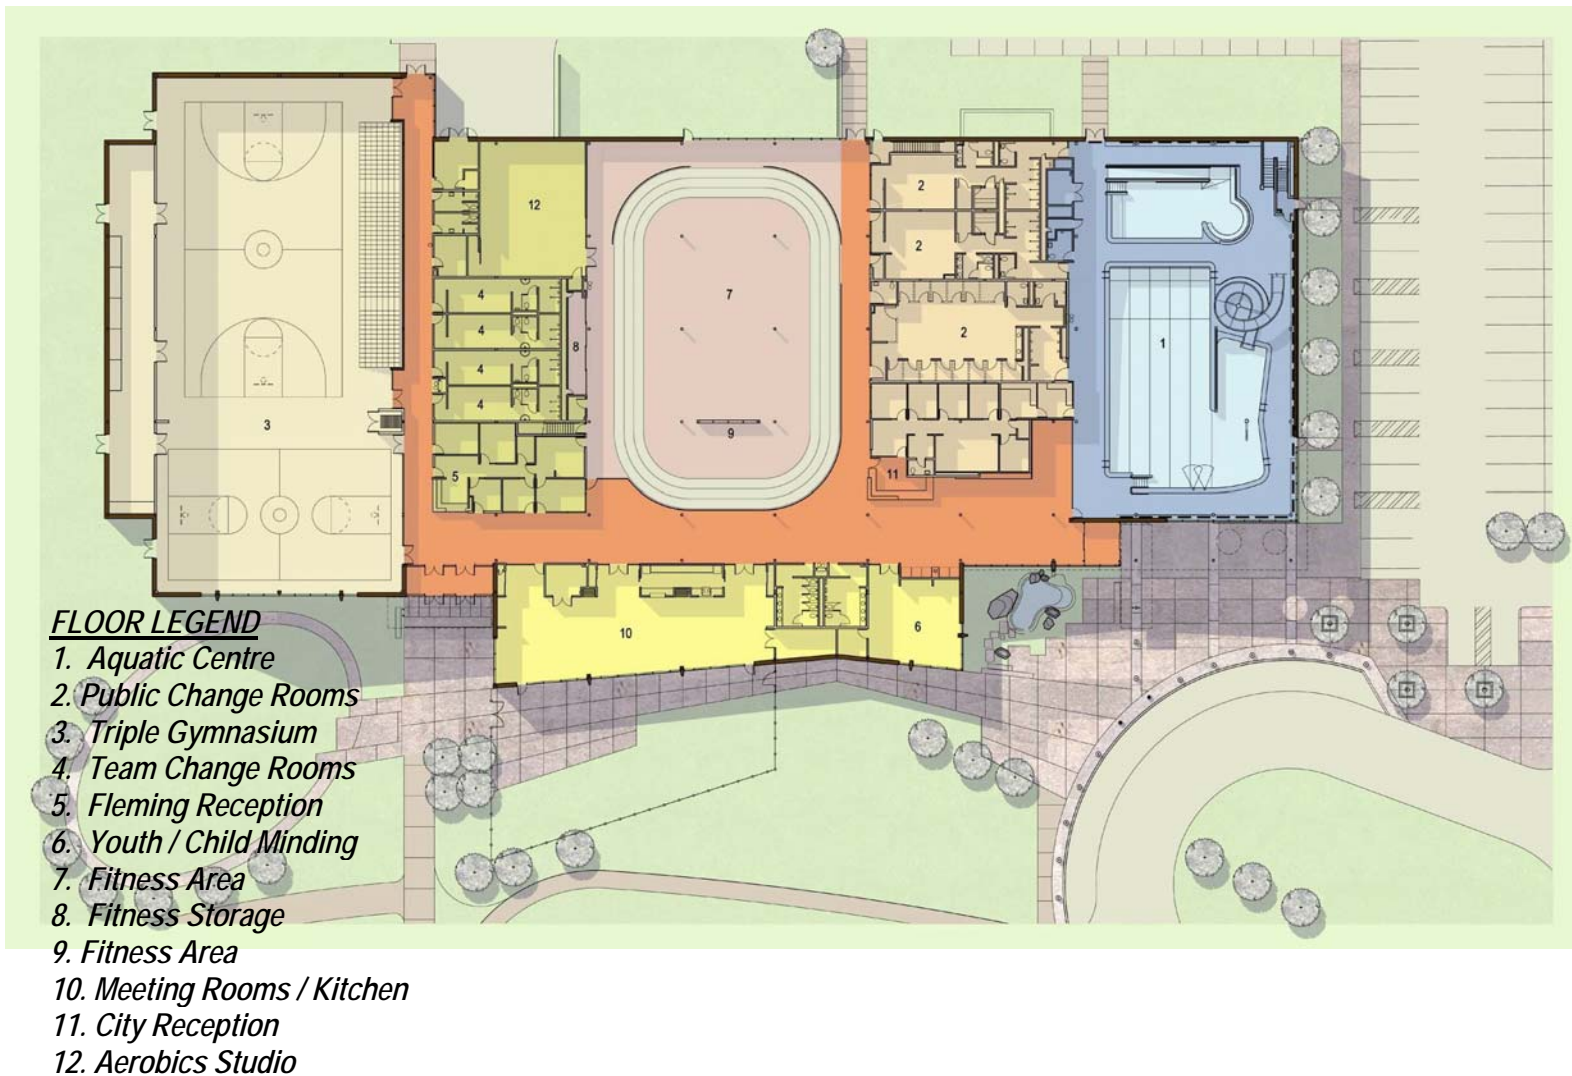 12
2
2
4
7
4
8
2
1
4
4
9
3
11
5
10
6
FLOOR LEGEND
1. Aquatic Centre
2. Public Change Rooms
3. Triple Gymnasium
4. Team Change Rooms
5. Fleming Reception
6. Youth / Child Minding
7. Fitness Area
8. Fitness Storage
9. Fitness Area
10. Meeting Rooms / Kitchen
11. City Reception
12. Aerobics Studio